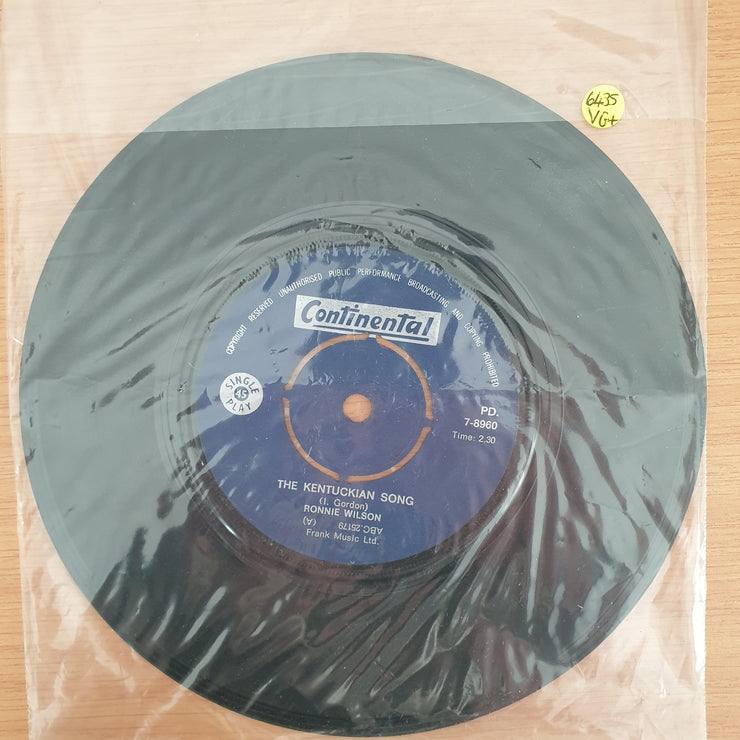 6435
VG+
COPYRIGHT RESERVED UNAUTHORISED PUBLIC PERFORMANCE BROADCASTING AND COPYING PROHIBITED
Continental
SINGLE
45
PLAY
PD.
7-8960
Time: 2.30
THE KENTUCKIAN SONG
(I. Gordon)
RONNIE WILSON
ABC.25179 (A)
Frank Music Ltd.